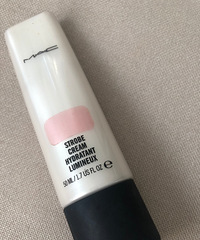 MAC
STROBE
CREAM
HYDRATANT
LUMINEUX
50 ML / 1.7 US FL OZ e